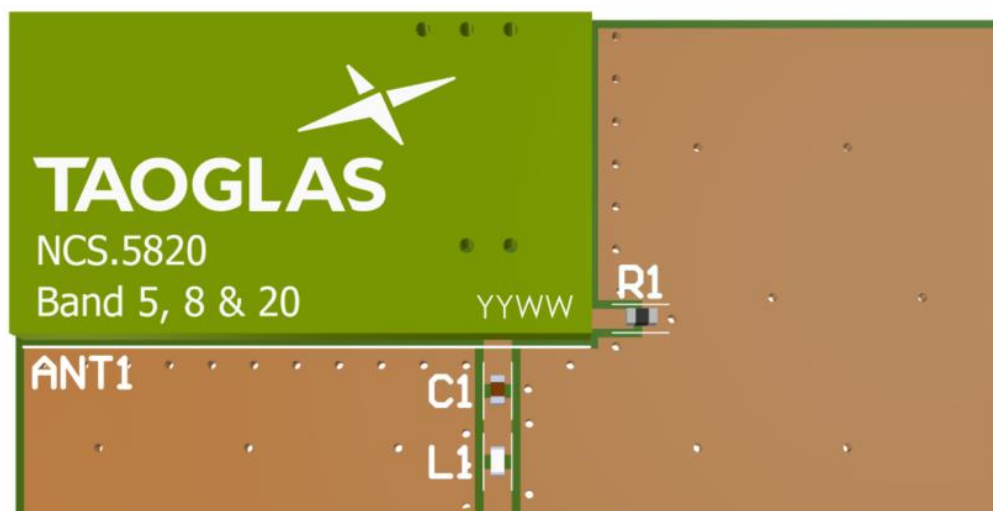 TAOGLAS
NCS.5820
Band 5, 8 & 20
YYWW
R1
ANT1
C1
L1